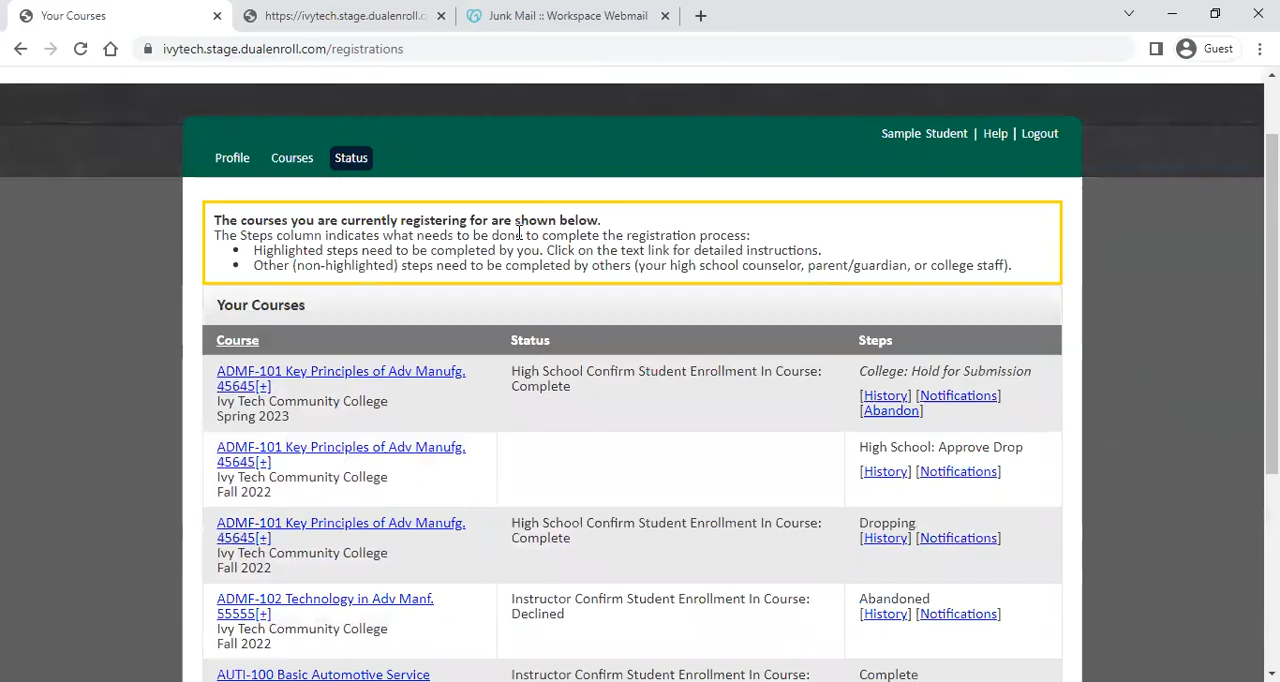 Your Courses
https://ivytech.stage.dualenroll.c
Junk Mail :: Workspace Webmail
ivytech.stage.dualenroll.com/registrations
Guest
Sample Student | Help | Logout
Profile Courses Status
The courses you are currently registering for are shown below.
The Steps column indicates what needs to be done to complete the registration process:
• Highlighted steps need to be completed by you. Click on the text link for detailed instructions.
• Other (non-highlighted) steps need to be completed by others (your high school counselor, parent/guardian, or college staff).
Your Courses
Course Status Steps
ADMF-101 Key Principles of Adv Manufg.
45645[+]
Ivy Tech Community College
Spring 2023
High School Confirm Student Enrollment In Course:
Complete
College: Hold for Submission
[History] [Notifications]
[Abandon]
ADMF-101 Key Principles of Adv Manufg.
45645[+]
Ivy Tech Community College
Fall 2022
High School: Approve Drop
[History] [Notifications]
ADMF-101 Key Principles of Adv Manufg.
45645[+]
Ivy Tech Community College
Fall 2022
High School Confirm Student Enrollment In Course:
Complete
Dropping
[History] [Notifications]
ADMF-102 Technology in Adv Manf.
55555[+]
Ivy Tech Community College
Fall 2022
Instructor Confirm Student Enrollment In Course:
Declined
Abandoned
[History] [Notifications]
AUTI-100 Basic Automotive Service
Instructor Confirm Student Enrollment In Course:
Complete